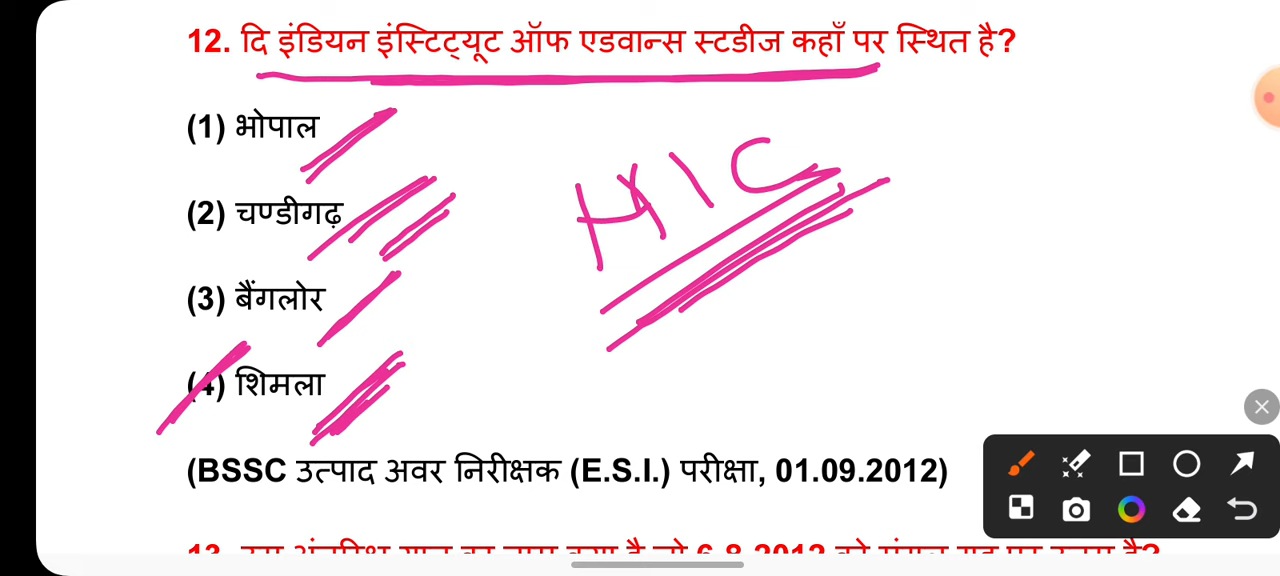 12. दि इंडियन इंस्टिट्यूट ऑफ एडवान्स स्टडीज कहाँ पर स्थित है?
(1) भोपाल
(2) चण्डीगढ़
(3) बैंगलोर
(4) शिमला
(BSSC उत्पाद अवर निरीक्षक (E.S.I.) परीक्षा, 01.09.2012)